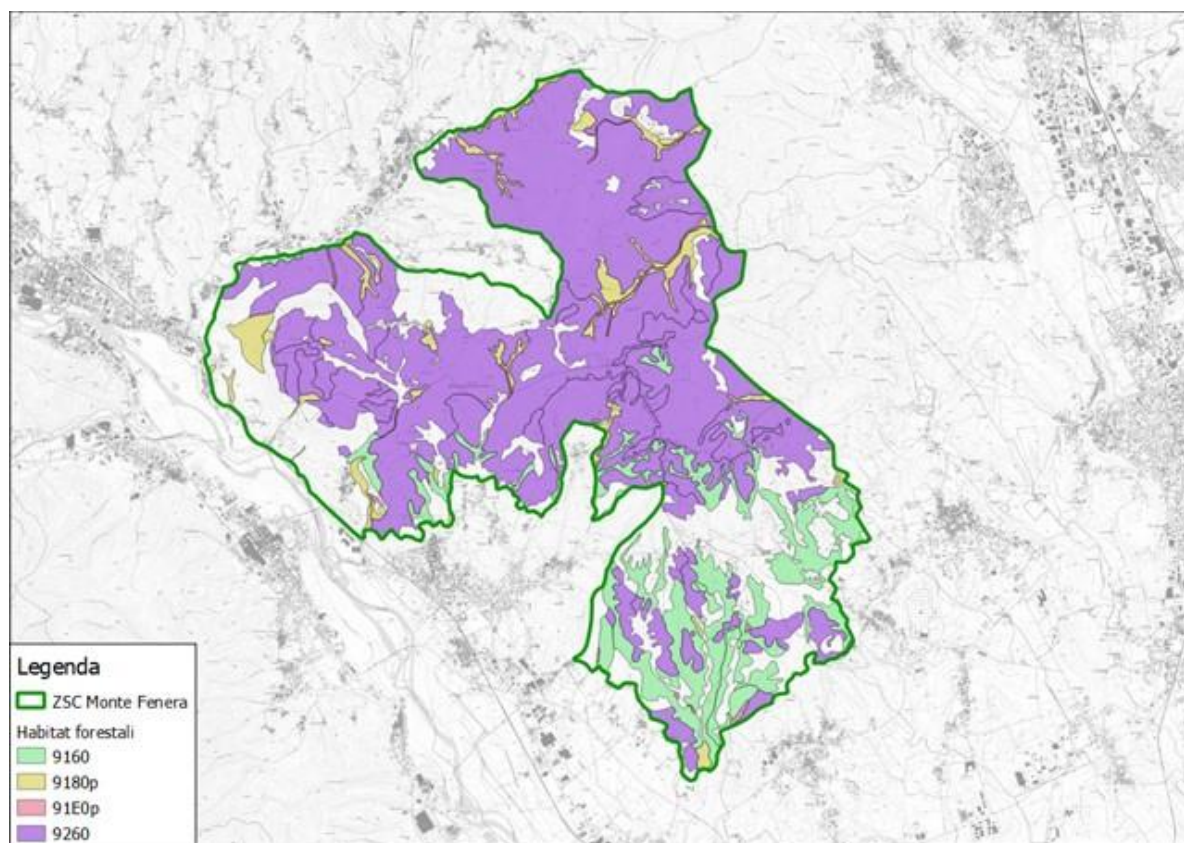 Legenda
ZSC Monte Fenera
Habitat forestali
9160
9180p
91E0p
9260